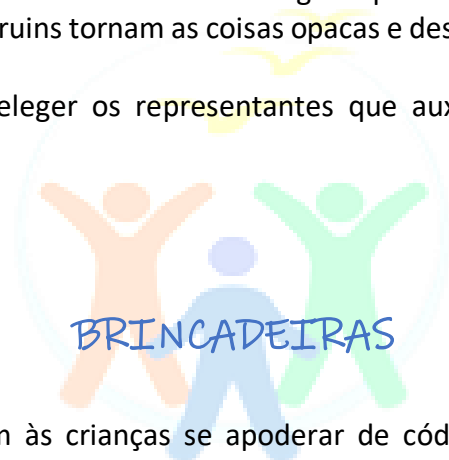 ruins tornam as coisas opacas e des
eleger os representantes que aux
BRINCADEIRAS
às crianças se apoderar de cód